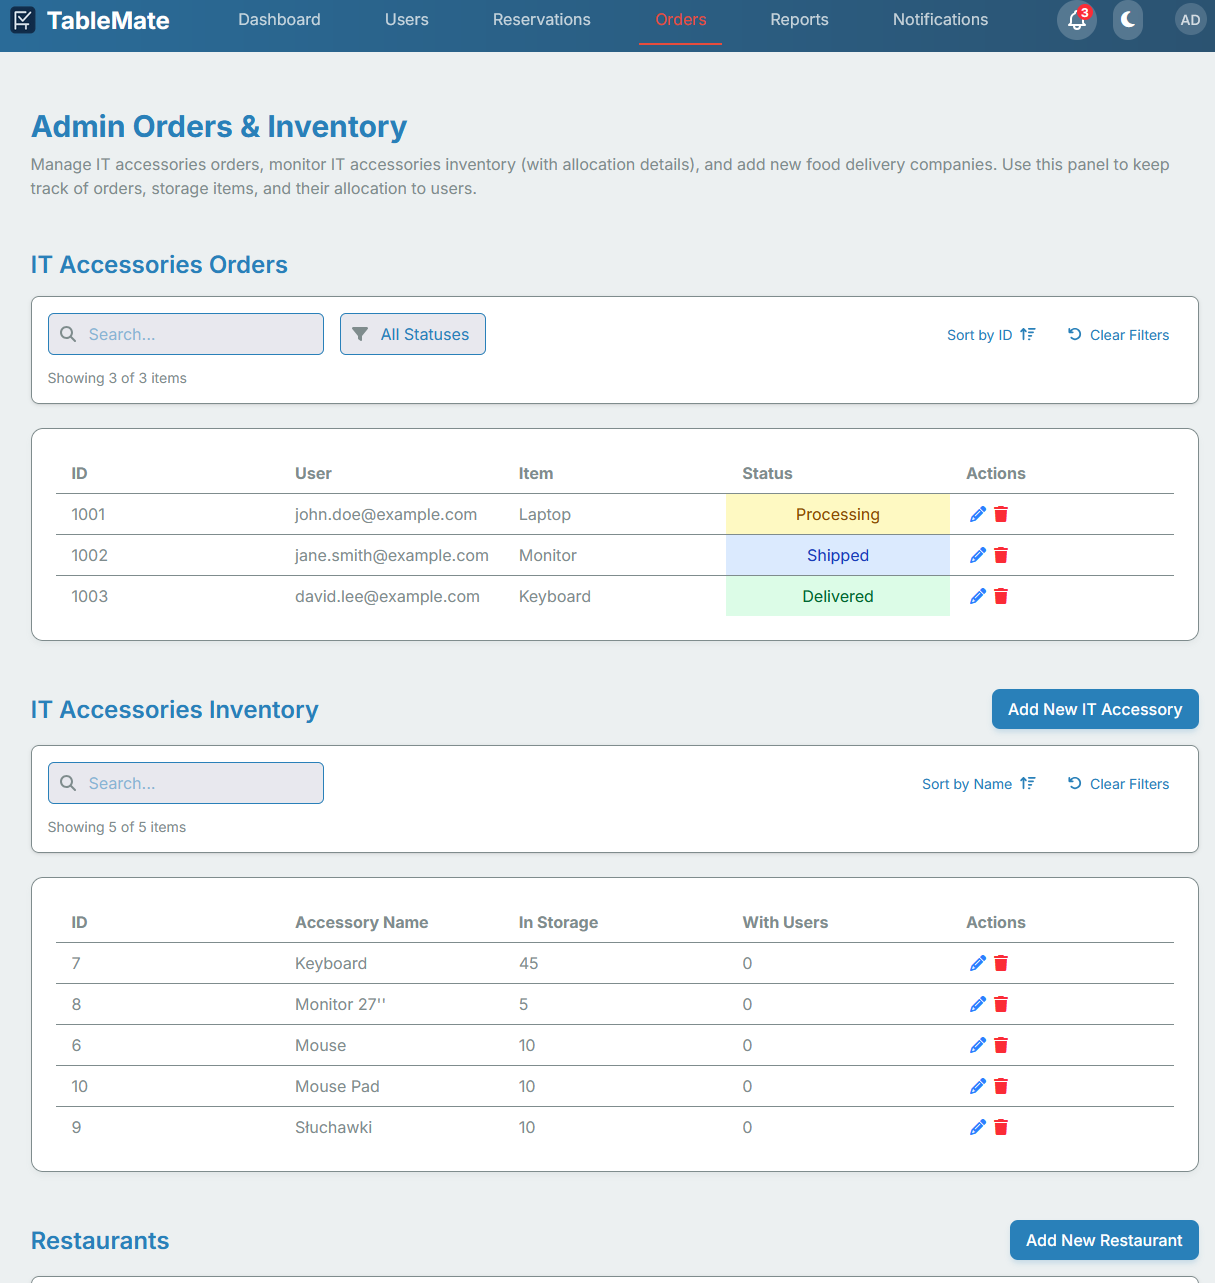 TableMate Dashboard Users Reservations Orders Reports Notifications 3 AD
Admin Orders & Inventory
Manage IT accessories orders, monitor IT accessories inventory (with allocation details), and add new food delivery companies. Use this panel to keep
track of orders, storage items, and their allocation to users.
IT Accessories Orders
Search... All Statuses Sort by ID Clear Filters
Showing 3 of 3 items
ID User Item Status Actions
1001 john.doe@example.com Laptop Processing
1002 jane.smith@example.com Monitor Shipped
1003 david.lee@example.com Keyboard Delivered
IT Accessories Inventory Add New IT Accessory
Search... Sort by Name Clear Filters
Showing 5 of 5 items
ID Accessory Name In Storage With Users Actions
7 Keyboard 45 0
8 Monitor 27'' 5 0
6 Mouse 10 0
10 Mouse Pad 10 0
9 Słuchawki 10 0
Restaurants Add New Restaurant